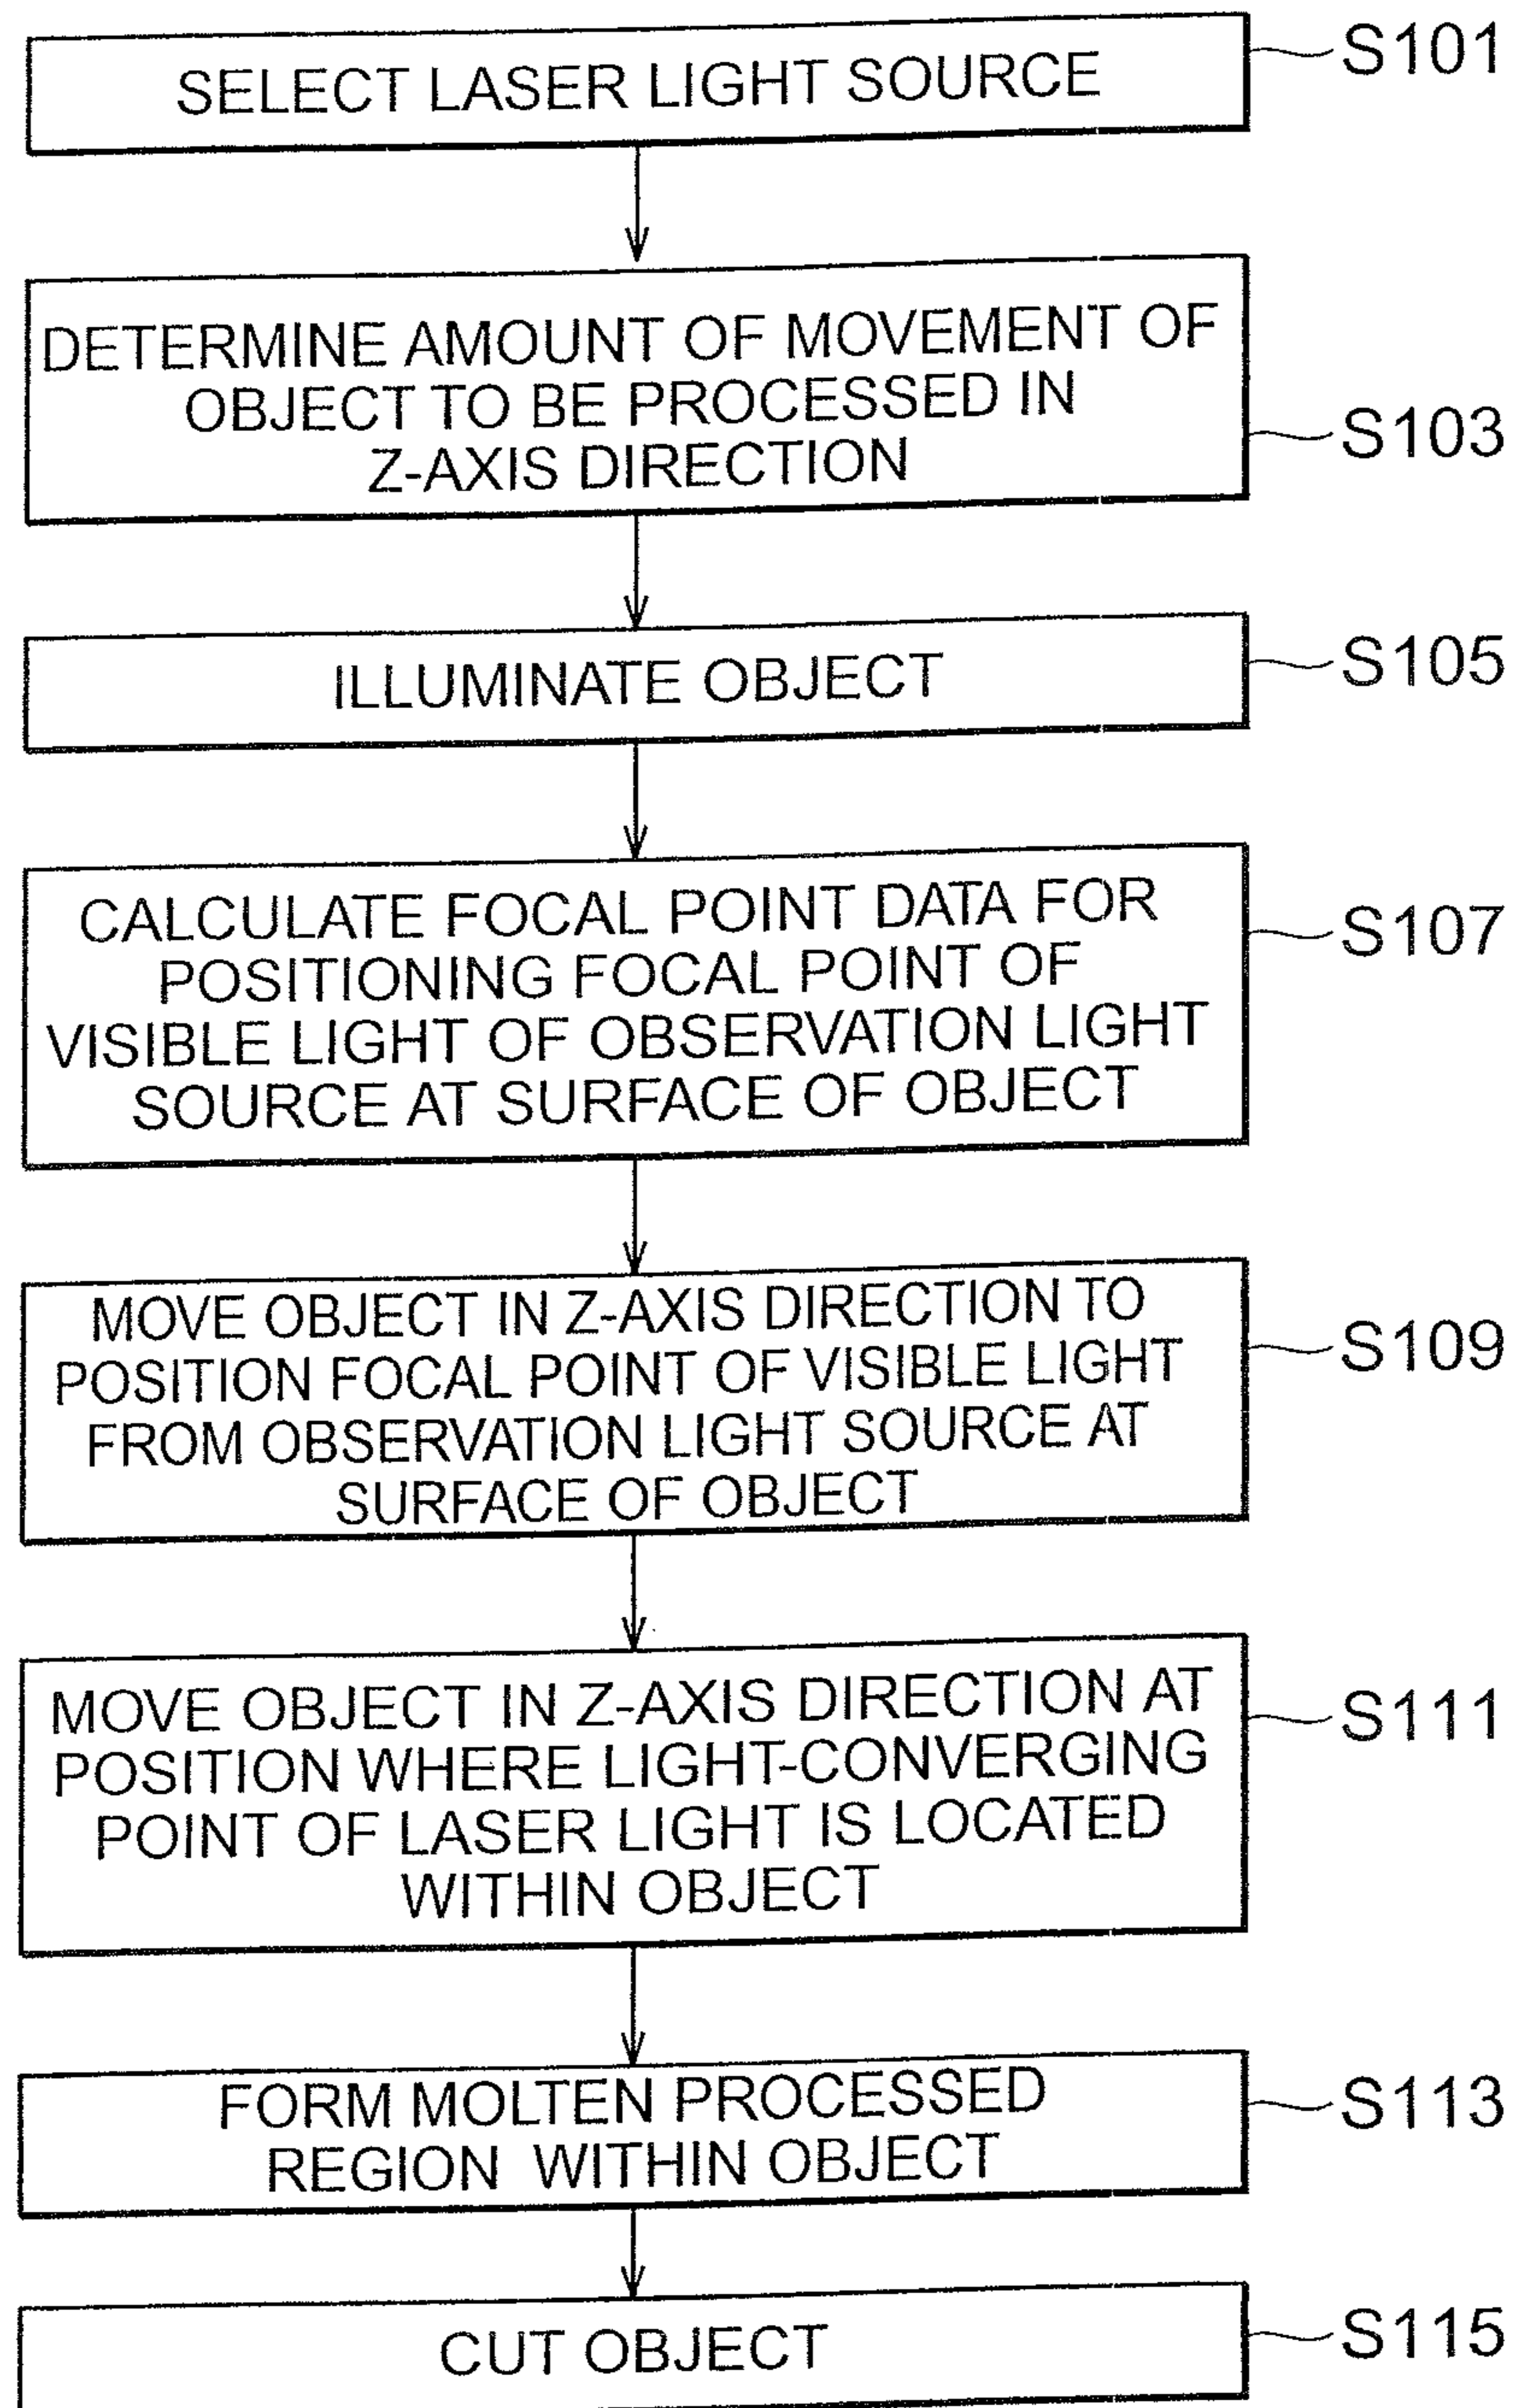 SELECT LASER LIGHT SOURCE
S101
DETERMINE AMOUNT OF MOVEMENT OF
OBJECT TO BE PROCESSED IN
Z-AXIS DIRECTION
S103
ILLUMINATE OBJECT
S105
CALCULATE FOCAL POINT DATA FOR
POSITIONING FOCAL POINT OF
VISIBLE LIGHT OF OBSERVATION LIGHT
SOURCE AT SURFACE OF OBJECT
S107
MOVE OBJECT IN Z-AXIS DIRECTION TO
POSITION FOCAL POINT OF VISIBLE LIGHT
FROM OBSERVATION LIGHT SOURCE AT
SURFACE OF OBJECT
S109
MOVE OBJECT IN Z-AXIS DIRECTION AT
POSITION WHERE LIGHT-CONVERGING
POINT OF LASER LIGHT IS LOCATED
WITHIN OBJECT
S111
FORM MOLTEN PROCESSED
REGION WITHIN OBJECT
S113
CUT OBJECT
S115